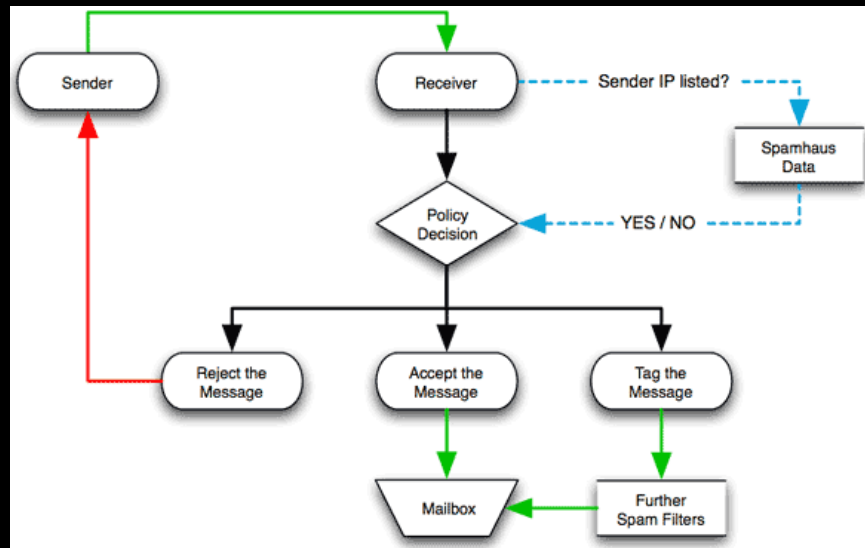 Sender
Receiver
Sender IP listed?
Spamhaus
Data
Policy
Decision
YES / NO
Reject the
Message
Accept the
Message
Tag the
Message
Mailbox
Further
Spam Filters